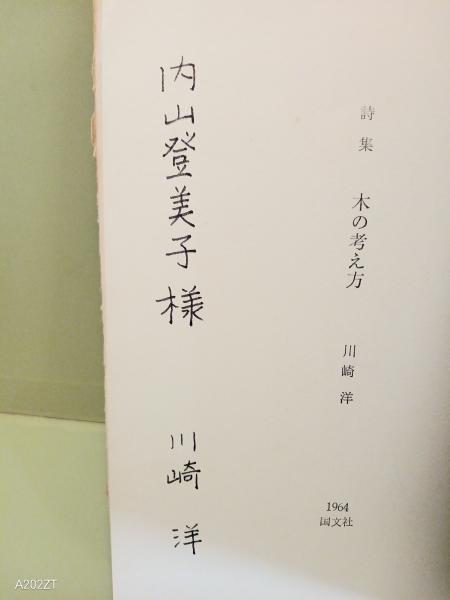 詩集 木の考え方
川崎洋
1964
国文社
内山登美子様
川崎洋
A202ZT